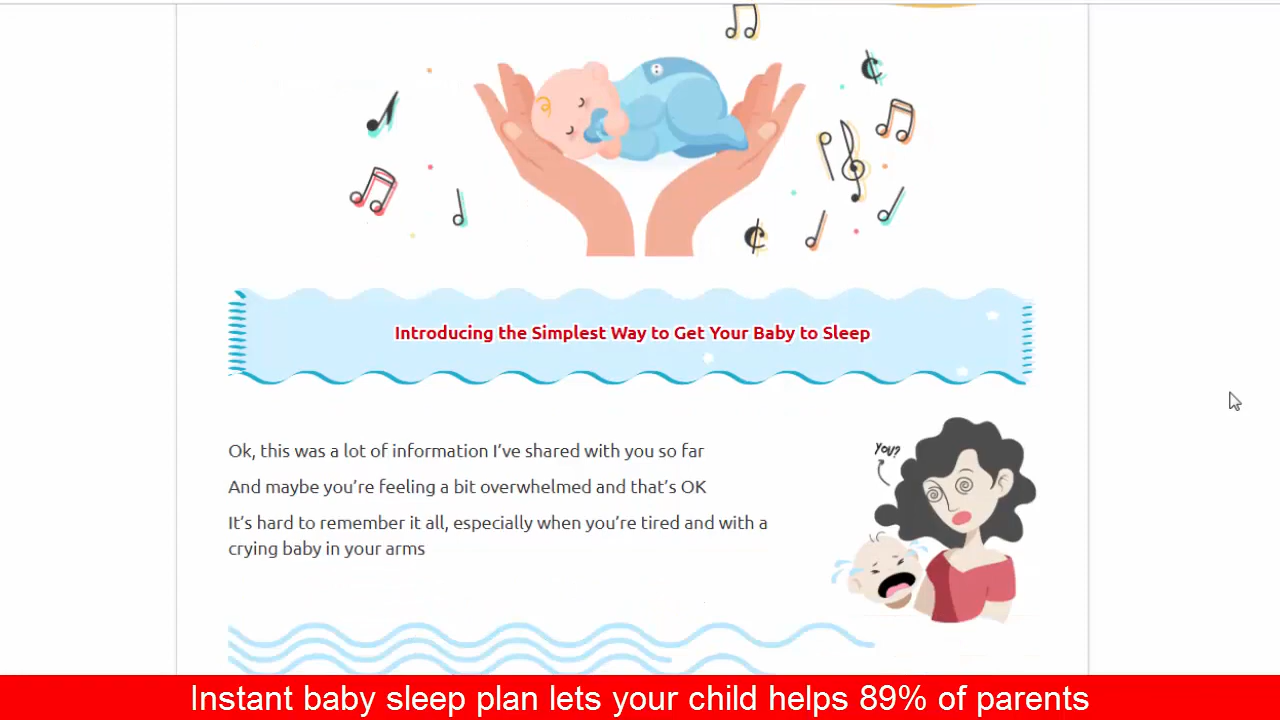 Introducing the Simplest Way to Get Your Baby to Sleep
Ok, this was a lot of information I've shared with you so far
YOU?
And maybe you're feeling a bit overwhelmed and that's OK
It's hard to remember it all, especially when you're tired and with a
crying baby in your arms
Instant baby sleep plan lets your child helps 89% of parents